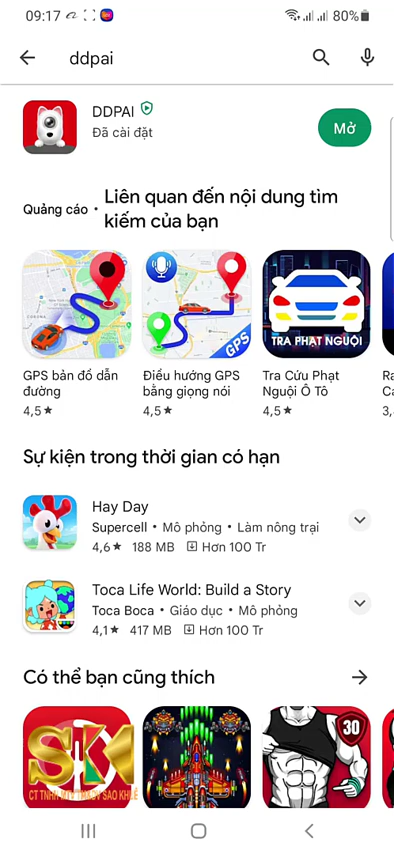 09:17
80%
ddpai
DDPAI
Đã cài đặt
Mở
Quảng cáo • Liên quan đến nội dung tìm
kiếm của bạn
GPS
TRA PHẠT NGUỘI
GPS bản đồ dẫn
đường
4,5★
Điều hướng GPS
bằng giọng nói
4,5★
Tra Cứu Phạt
Nguội Ô Tô
4,5★
Sự kiện trong thời gian có hạn
Hay Day
Supercell • Mô phỏng • Làm nông trại
4,6★ 188 MB Hơn 100 Tr
Toca Life World: Build a Story
Toca Boca • Giáo dục • Mô phỏng
4,1★ 417 MB Hơn 100 Tr
Có thể bạn cũng thích
30